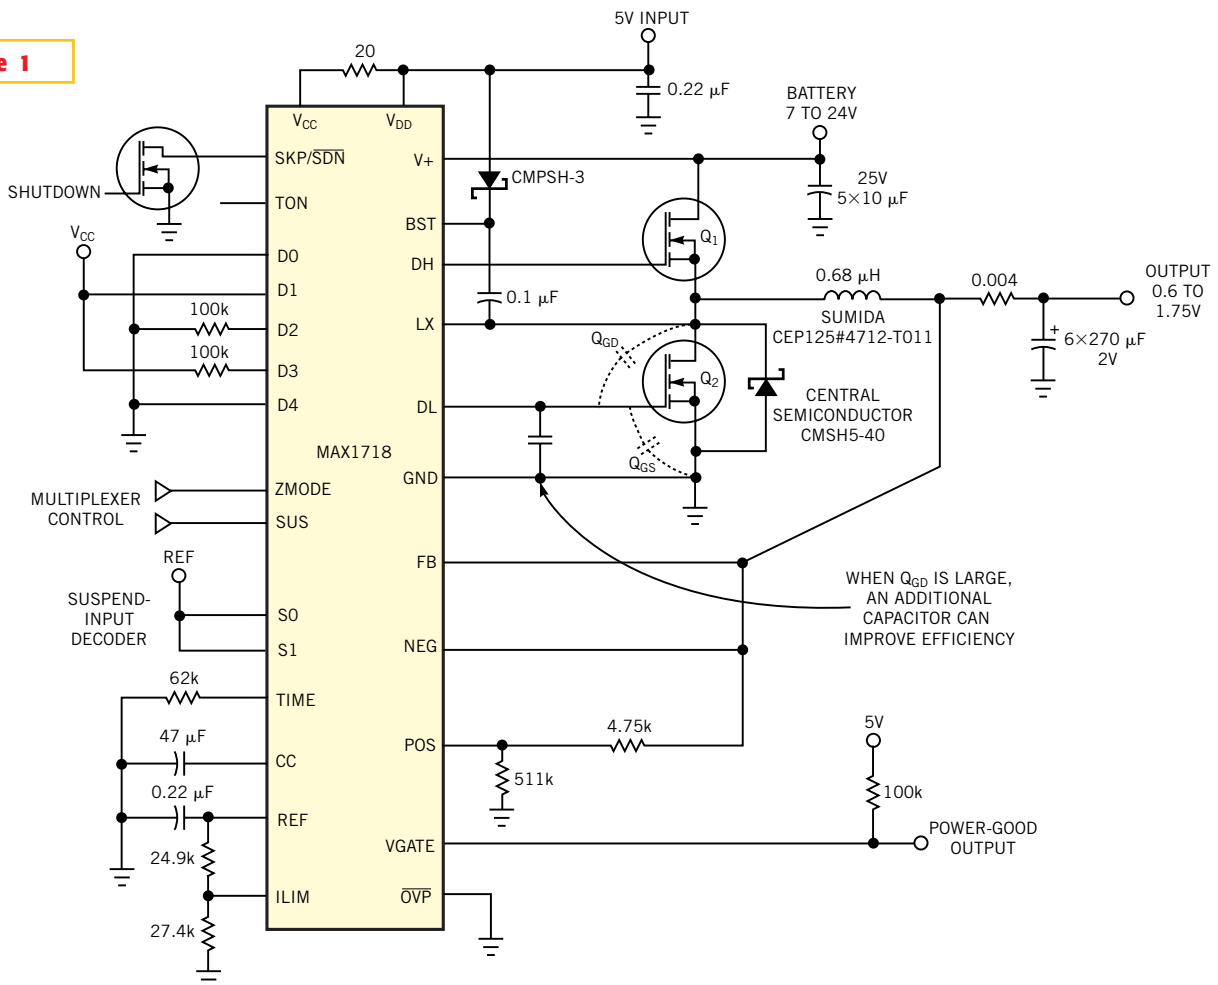 e 1
5V INPUT
20
0.22 µF
BATTERY
7 TO 24V
VCC
VDD
SKP/SDN
V+
CMPSH-3
25V
5×10 µF
SHUTDOWN
TON
BST
VCC
Q1
D0
DH
D1
0.1 µF
0.68 µH
0.004
OUTPUT
0.6 TO
1.75V
100k
D2
LX
SUMIDA
CEP125#4712-T011
QGD
+
6×270 µF
2V
100k
D3
Q2
D4
DL
CENTRAL
SEMICONDUCTOR
CMSH5-40
MAX1718
QGS
GND
MULTIPLEXER
CONTROL
ZMODE
SUS
REF
FB
WHEN QGD IS LARGE,
AN ADDITIONAL
CAPACITOR CAN
IMPROVE EFFICIENCY
SUSPEND-
INPUT
DECODER
S0
S1
NEG
62k
TIME
4.75k
5V
47 µF
CC
POS
511k
100k
0.22 µF
REF
POWER-GOOD
OUTPUT
VGATE
24.9k
ILIM
OVP
27.4k